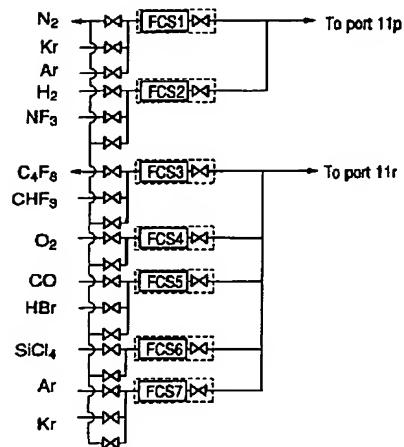 N2 FCS1 To port 11p
Kr
Ar
H2 FCS2
NF3
C4F8 FCS3 To port 11r
CHF3
O2 FCS4
CO FCS5
HBr
SiCl4 FCS6
Ar FCS7
Kr